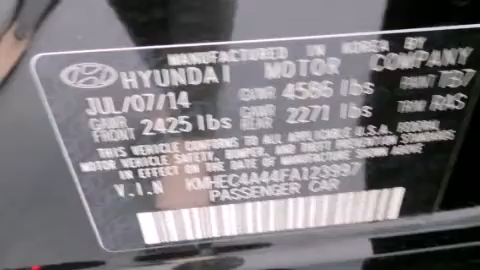 MANUFACTURED IN KOREA BY
HYUNDAI MOTOR COMPANY
JUL/07/14 GVWR 4586 lbs PAINT TB7
GAWR FRONT 2425 lbs GAWR REAR 2271 lbs TRIM RAS
THIS VEHICLE CONFORMS TO ALL APPLICABLE U.S.A. FEDERAL
MOTOR VEHICLE SAFETY, BUMPER, AND THEFT PREVENTION STANDARDS
IN EFFECT ON THE DATE OF MANUFACTURE SHOWN ABOVE.
V.I.N KMHEC4A44FA123997
PASSENGER CAR